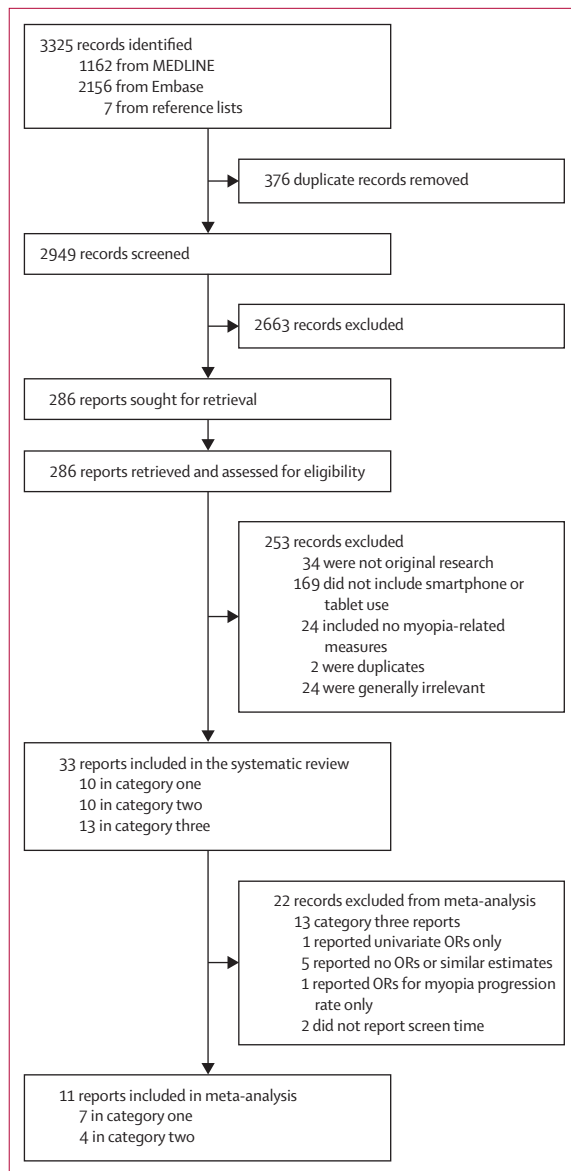 3325 records identified
1162 from MEDLINE
2156 from Embase
7 from reference lists
376 duplicate records removed
2949 records screened
2663 records excluded
286 reports sought for retrieval
286 reports retrieved and assessed for eligibility
253 records excluded
34 were not original research
169 did not include smartphone or
tablet use
24 included no myopia-related
measures
2 were duplicates
24 were generally irrelevant
33 reports included in the systematic review
10 in category one
10 in category two
13 in category three
22 records excluded from meta-analysis
13 category three reports
1 reported univariate ORs only
5 reported no ORs or similar estimates
1 reported ORs for myopia progression
rate only
2 did not report screen time
11 reports included in meta-analysis
7 in category one
4 in category two